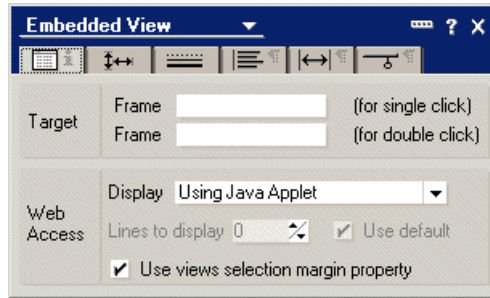 Embedded View
? X
i
Target
Frame (for single click)
Frame (for double click)
Web Access
Display Using Java Applet
Lines to display 0 Use default
Use views selection margin property